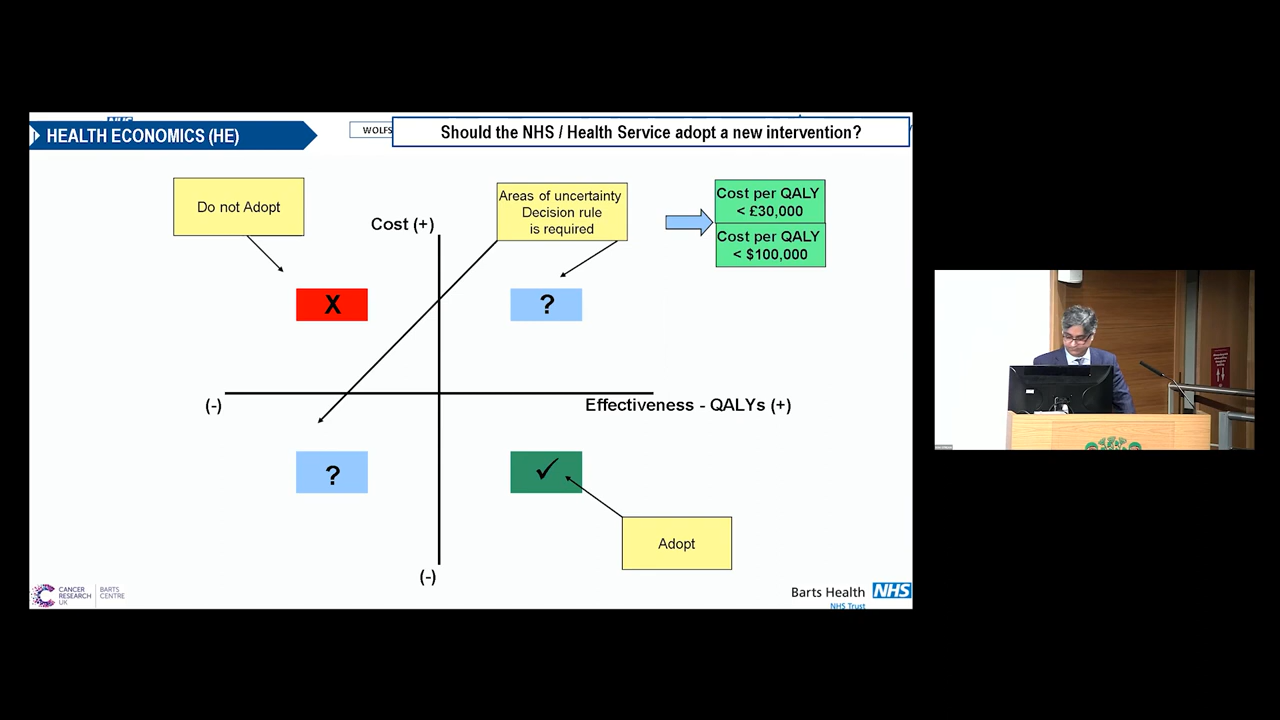 NHS
HEALTH ECONOMICS (HE)
WOLFS
Should the NHS / Health Service adopt a new intervention?
Do not Adopt
Cost (+)
Areas of uncertainty
Decision rule
is required
Cost per QALY
< £30,000
Cost per QALY
< $100,000
X
?
(-)
Effectiveness - QALYs (+)
?
✓
Adopt
(-)
CANCER
RESEARCH
UK
BARTS
CENTRE
Barts Health NHS
NHS Trust